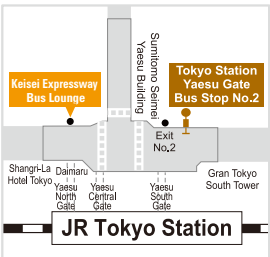 Keisei Expressway
Bus Lounge
Sumitomo Seimei
Yaesu Building
Tokyo Station
Yaesu Gate
Bus Stop No.2
Exit
No.2
Shangri-La
Hotel Tokyo
Daimaru
Yaesu
North
Gate
Yaesu
Central
Gate
Yaesu
South
Gate
Gran Tokyo
South Tower
JR Tokyo Station